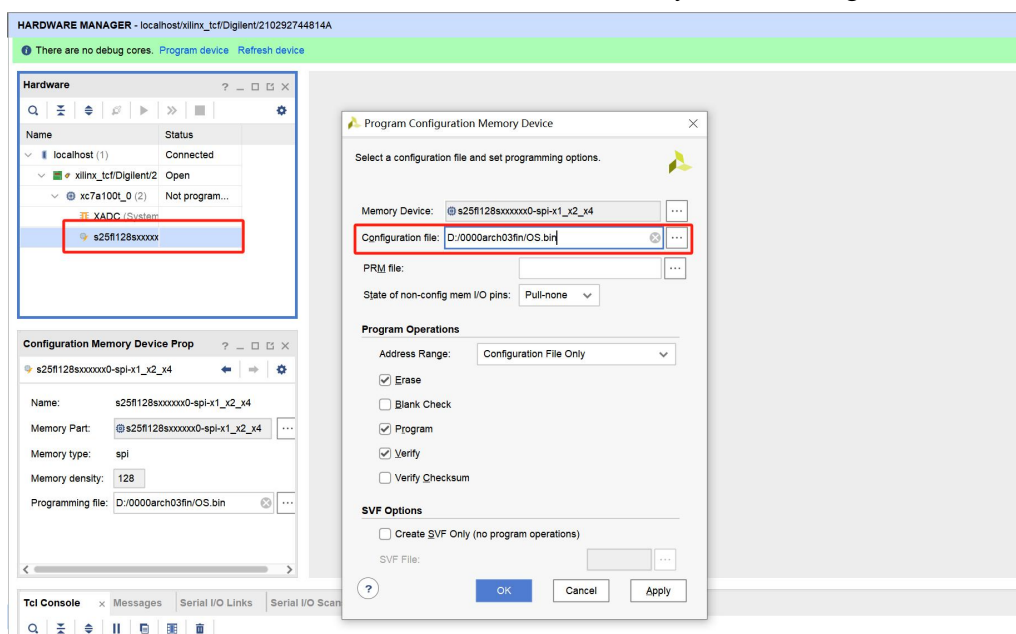 HARDWARE MANAGER - localhost/xilinx_tcf/Digilent/210292744814A
There are no debug cores. Program device Refresh device
Hardware
Name Status
localhost (1) Connected
xilinx_tcf/Digilent/2 Open
xc7a100t_0 (2) Not program...
XADC (System
s25fl128sxxxxx
Configuration Memory Device Prop
s25fl128sxxxxxx0-spi-x1_x2_x4
Name: s25fl128sxxxxxx0-spi-x1_x2_x4
Memory Part: s25fl128sxxxxxx0-spi-x1_x2_x4
Memory type: spi
Memory density: 128
Programming file: D:/0000arch03fin/OS.bin
Tcl Console Messages Serial I/O Links Serial I/O Scan
Program Configuration Memory Device
Select a configuration file and set programming options.
Memory Device: s25fl128sxxxxxx0-spi-x1_x2_x4
Configuration file: D:/0000arch03fin/OS.bin
PRM file:
State of non-config mem I/O pins: Pull-none
Program Operations
Address Range: Configuration File Only
Erase
Blank Check
Program
Verify
Verify Checksum
SVF Options
Create SVF Only (no program operations)
SVF File:
OK Cancel Apply